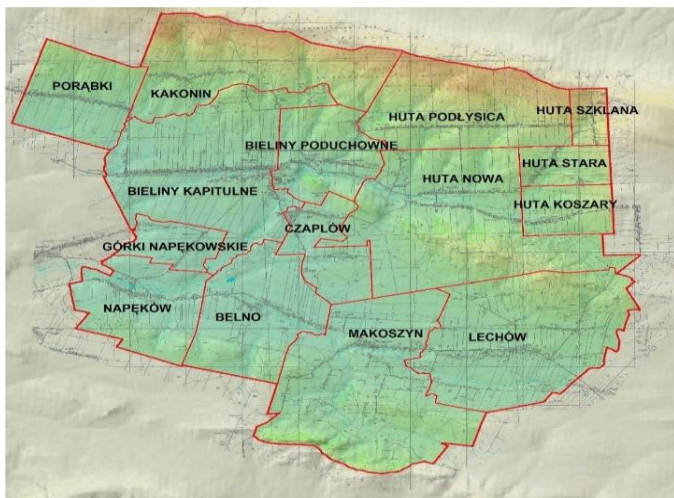 PORĄBKI
KAKONIN
HUTA PODŁYSICA
HUTA SZKLANA
BIELINY PODUCHOWNE
HUTA STARA
HUTA NOWA
BIELINY KAPITULNE
HUTA KOSZARY
CZAPLÓW
GÓRKI NAPĘKOWSKIE
NAPĘKÓW
BELNO
MAKOSZYN
LECHÓW